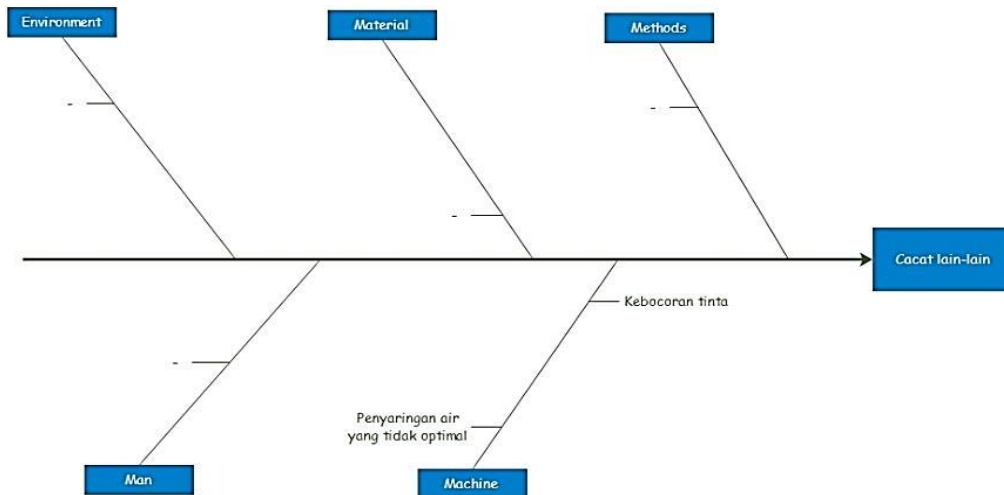 Environment
Material
Methods
-
-
-
Cacat lain-lain
Kebocoran tinta
-
Penyaringan air
yang tidak optimal
Man
Machine